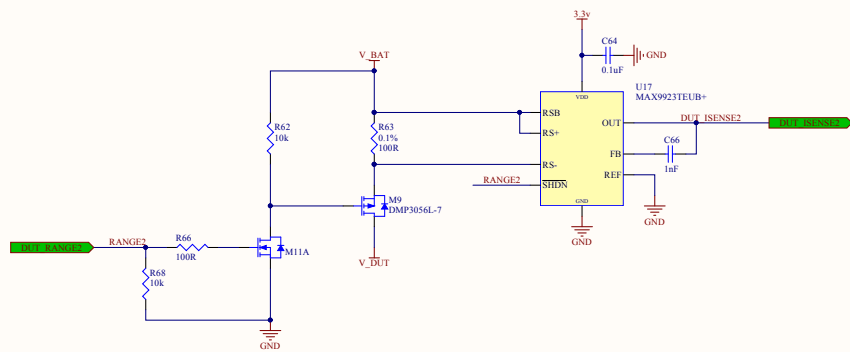 3.3v
C64
0.1uF
GND
V_BAT
U17
MAX9923TEUB+
VDD
RSB
OUT
DUT_ISENSE2
DUT_ISENSE2
R62
10k
R63
0.1%
100R
RS+
C66
1nF
RS-
FB
REF
RANGE2
SHDN
M9
DMP3056L-7
GND
GND
GND
DUT_RANGE2
RANGE2
R66
100R
M11A
V_DUT
R68
10k
GND